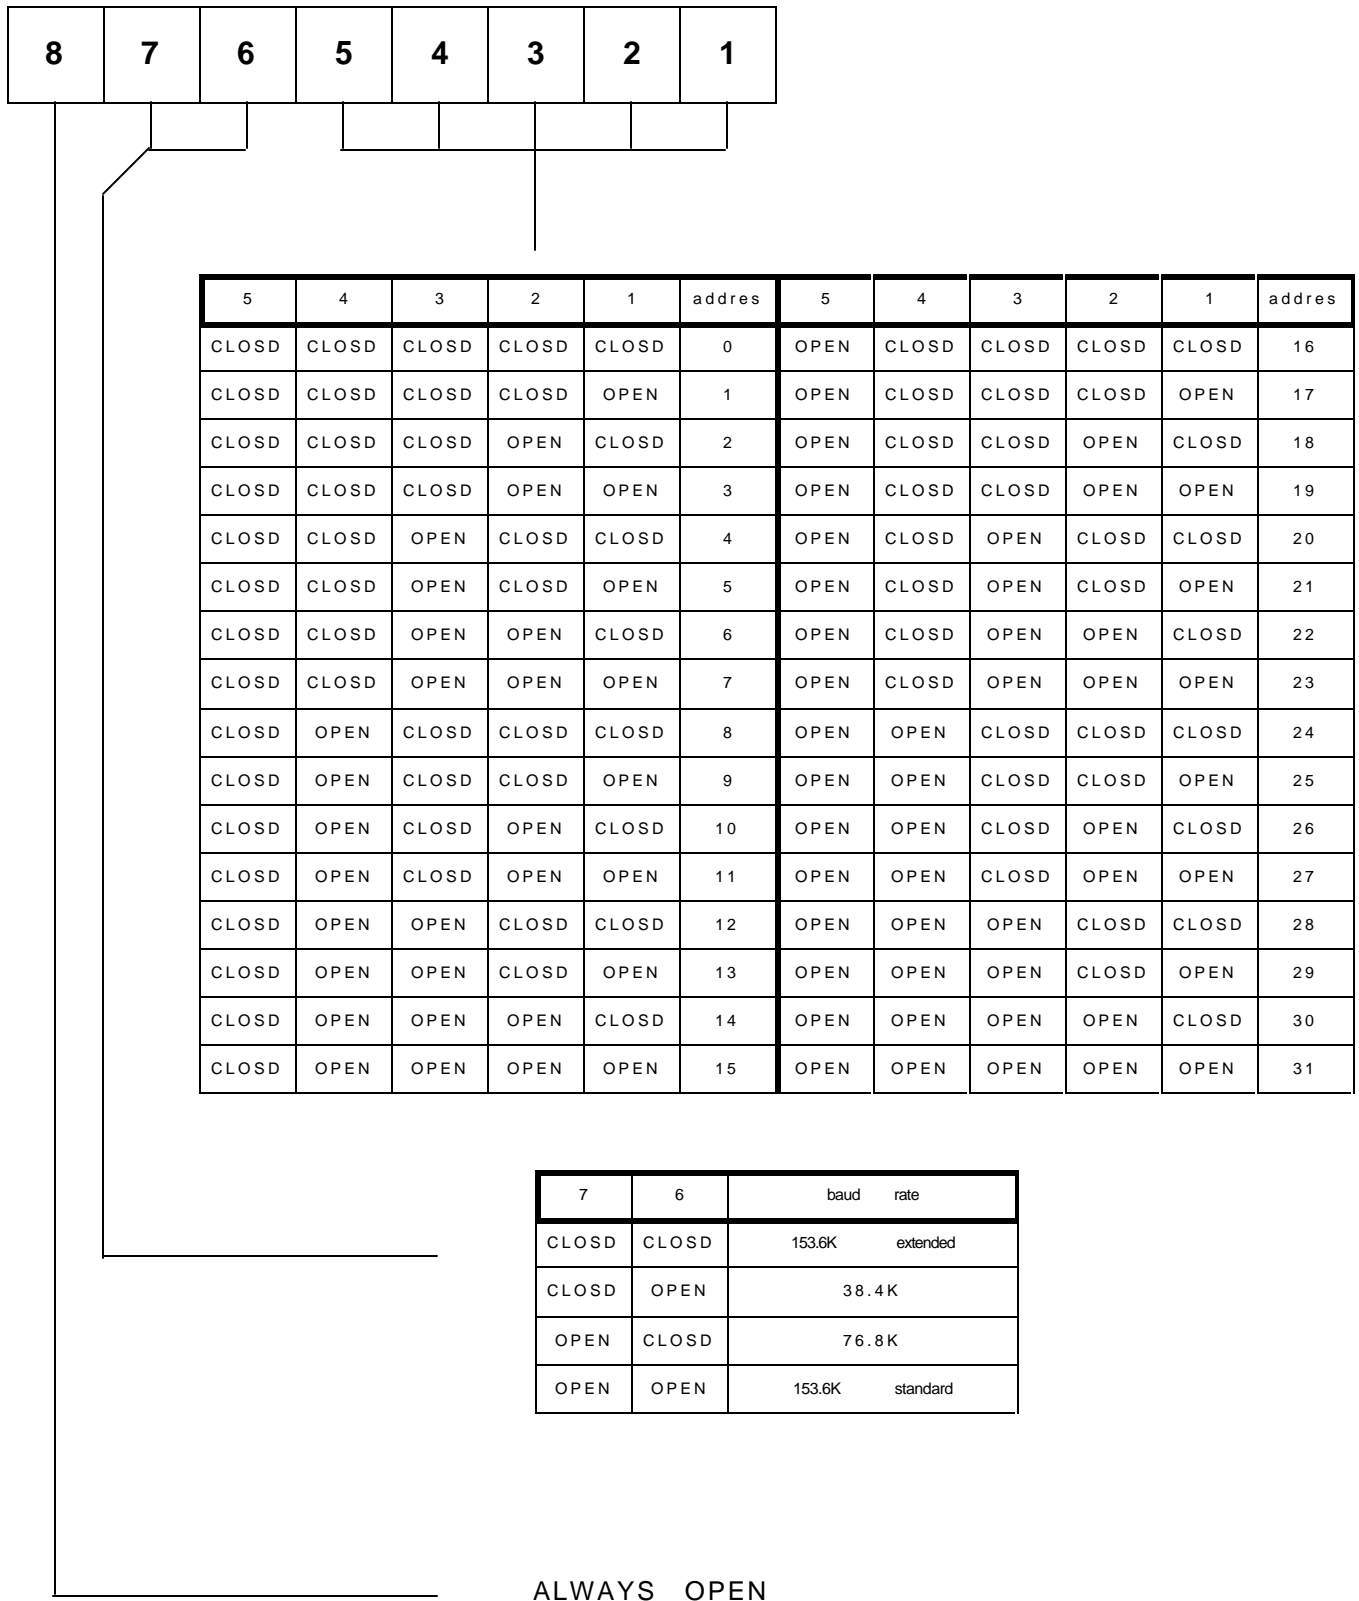 8 7 6 5 4 3 2 1
5 4 3 2 1 addres 5 4 3 2 1 addres
CLOSD CLOSD CLOSD CLOSD CLOSD 0 OPEN CLOSD CLOSD CLOSD CLOSD 16
CLOSD CLOSD CLOSD CLOSD OPEN 1 OPEN CLOSD CLOSD CLOSD OPEN 17
CLOSD CLOSD CLOSD OPEN CLOSD 2 OPEN CLOSD CLOSD OPEN CLOSD 18
CLOSD CLOSD CLOSD OPEN OPEN 3 OPEN CLOSD CLOSD OPEN OPEN 19
CLOSD CLOSD OPEN CLOSD CLOSD 4 OPEN CLOSD OPEN CLOSD CLOSD 20
CLOSD CLOSD OPEN CLOSD OPEN 5 OPEN CLOSD OPEN CLOSD OPEN 21
CLOSD CLOSD OPEN OPEN CLOSD 6 OPEN CLOSD OPEN OPEN CLOSD 22
CLOSD CLOSD OPEN OPEN OPEN 7 OPEN CLOSD OPEN OPEN OPEN 23
CLOSD OPEN CLOSD CLOSD CLOSD 8 OPEN OPEN CLOSD CLOSD CLOSD 24
CLOSD OPEN CLOSD CLOSD OPEN 9 OPEN OPEN CLOSD CLOSD OPEN 25
CLOSD OPEN CLOSD OPEN CLOSD 10 OPEN OPEN CLOSD OPEN CLOSD 26
CLOSD OPEN CLOSD OPEN OPEN 11 OPEN OPEN CLOSD OPEN OPEN 27
CLOSD OPEN OPEN CLOSD CLOSD 12 OPEN OPEN OPEN CLOSD CLOSD 28
CLOSD OPEN OPEN CLOSD OPEN 13 OPEN OPEN OPEN CLOSD OPEN 29
CLOSD OPEN OPEN OPEN CLOSD 14 OPEN OPEN OPEN OPEN CLOSD 30
CLOSD OPEN OPEN OPEN OPEN 15 OPEN OPEN OPEN OPEN OPEN 31
7 6 baud rate
CLOSD CLOSD 153.6K extended
CLOSD OPEN 38.4K
OPEN CLOSD 76.8K
OPEN OPEN 153.6K standard
ALWAYS OPEN